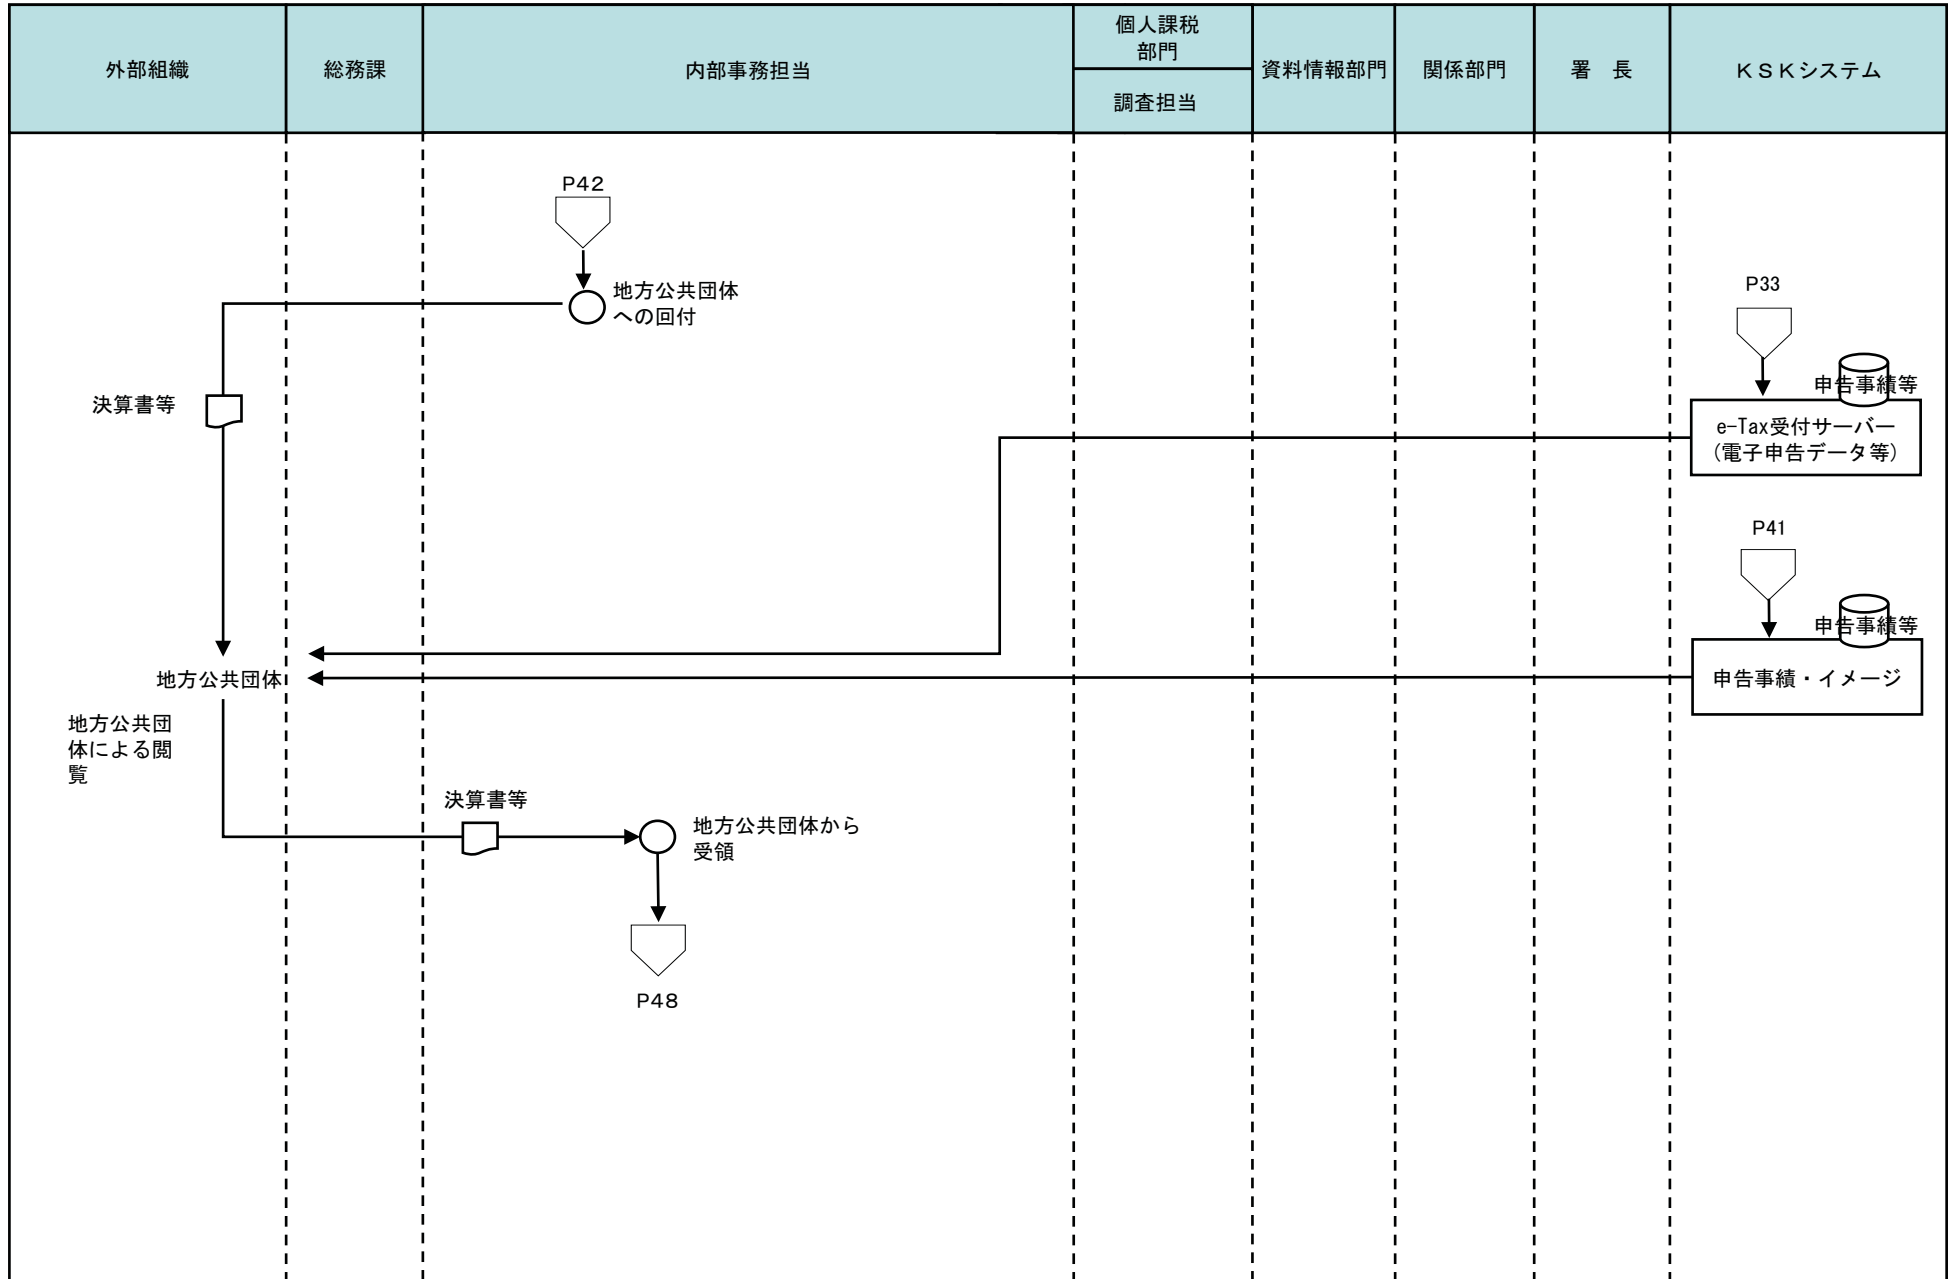 外部組織
総務課
内部事務担当
個人課税
部門
調査担当
資料情報部門
関係部門
署　長
ＫＳＫシステム
P42
地方公共団体
への回付
P33
申告事績等
決算書等
e-Tax受付サーバー
(電子申告データ等)
P41
申告事績等
申告事績・イメージ
地方公共団体
地方公共団
体による閲
覧
決算書等
地方公共団体から
受領
P48